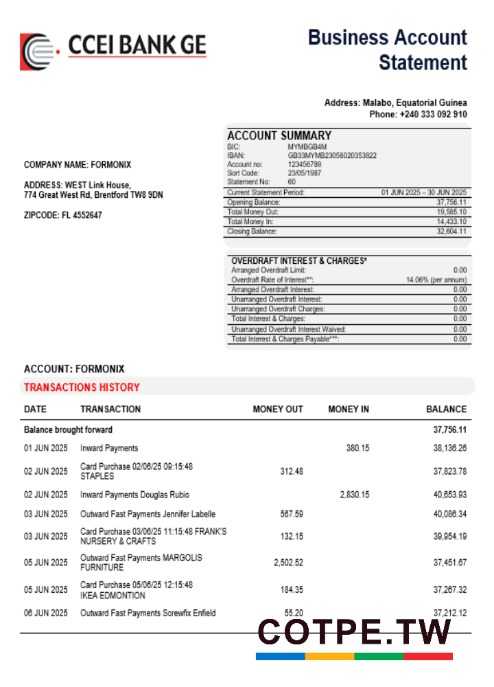 CCEI BANK GE
Business Account
Statement
Address: Malabo, Equatorial Guinea
Phone: +240 333 092 910
ACCOUNT SUMMARY
BIC: MYMBGB4M
IBAN: GB33MYMB23058020353822
Account no: 123456789
Sort Code: 23/05/1987
Statement No: 60
Current Statement Period: 01 JUN 2025 – 30 JUN 2025
Opening Balance: 37,756.11
Total Money Out: 19,585.10
Total Money In: 14,433.10
Closing Balance: 32,604.11
COMPANY NAME: FORMONIX
ADDRESS: WEST Link House,
774 Great West Rd, Brentford TW8 9DN
ZIPCODE: FL 4552647
OVERDRAFT INTEREST & CHARGES*
Arranged Overdraft Limit: 0.00
Overdraft Rate of Interest**: 14.06% (per annum)
Arranged Overdraft Interest: 0.00
Unarranged Overdraft Interest: 0.00
Unarranged Overdraft Charges: 0.00
Total Interest & Charges: 0.00
Unarranged Overdraft Interest Waived: 0.00
Total Interest & Charges Payable***: 0.00
ACCOUNT: FORMONIX
TRANSACTIONS HISTORY
DATE TRANSACTION MONEY OUT MONEY IN BALANCE
Balance brought forward 37,756.11
01 JUN 2025 Inward Payments 380.15 38,136.26
02 JUN 2025 Card Purchase 02/06/25 09:15:48
STAPLES 312.48 37,823.78
02 JUN 2025 Inward Payments Douglas Rubio 2,830.15 40,653.93
03 JUN 2025 Outward Fast Payments Jennifer Labelle 567.59 40,086.34
03 JUN 2025 Card Purchase 03/06/25 11:15:48 FRANK'S
NURSERY & CRAFTS 132.15 39,954.19
05 JUN 2025 Outward Fast Payments MARGOLIS
FURNITURE 2,502.52 37,451.67
05 JUN 2025 Card Purchase 05/06/25 12:15:48
IKEA EDMONTION 184.35 37,267.32
06 JUN 2025 Outward Fast Payments Screwfix Enfield 55.20 37,212.12
COTPE.TW